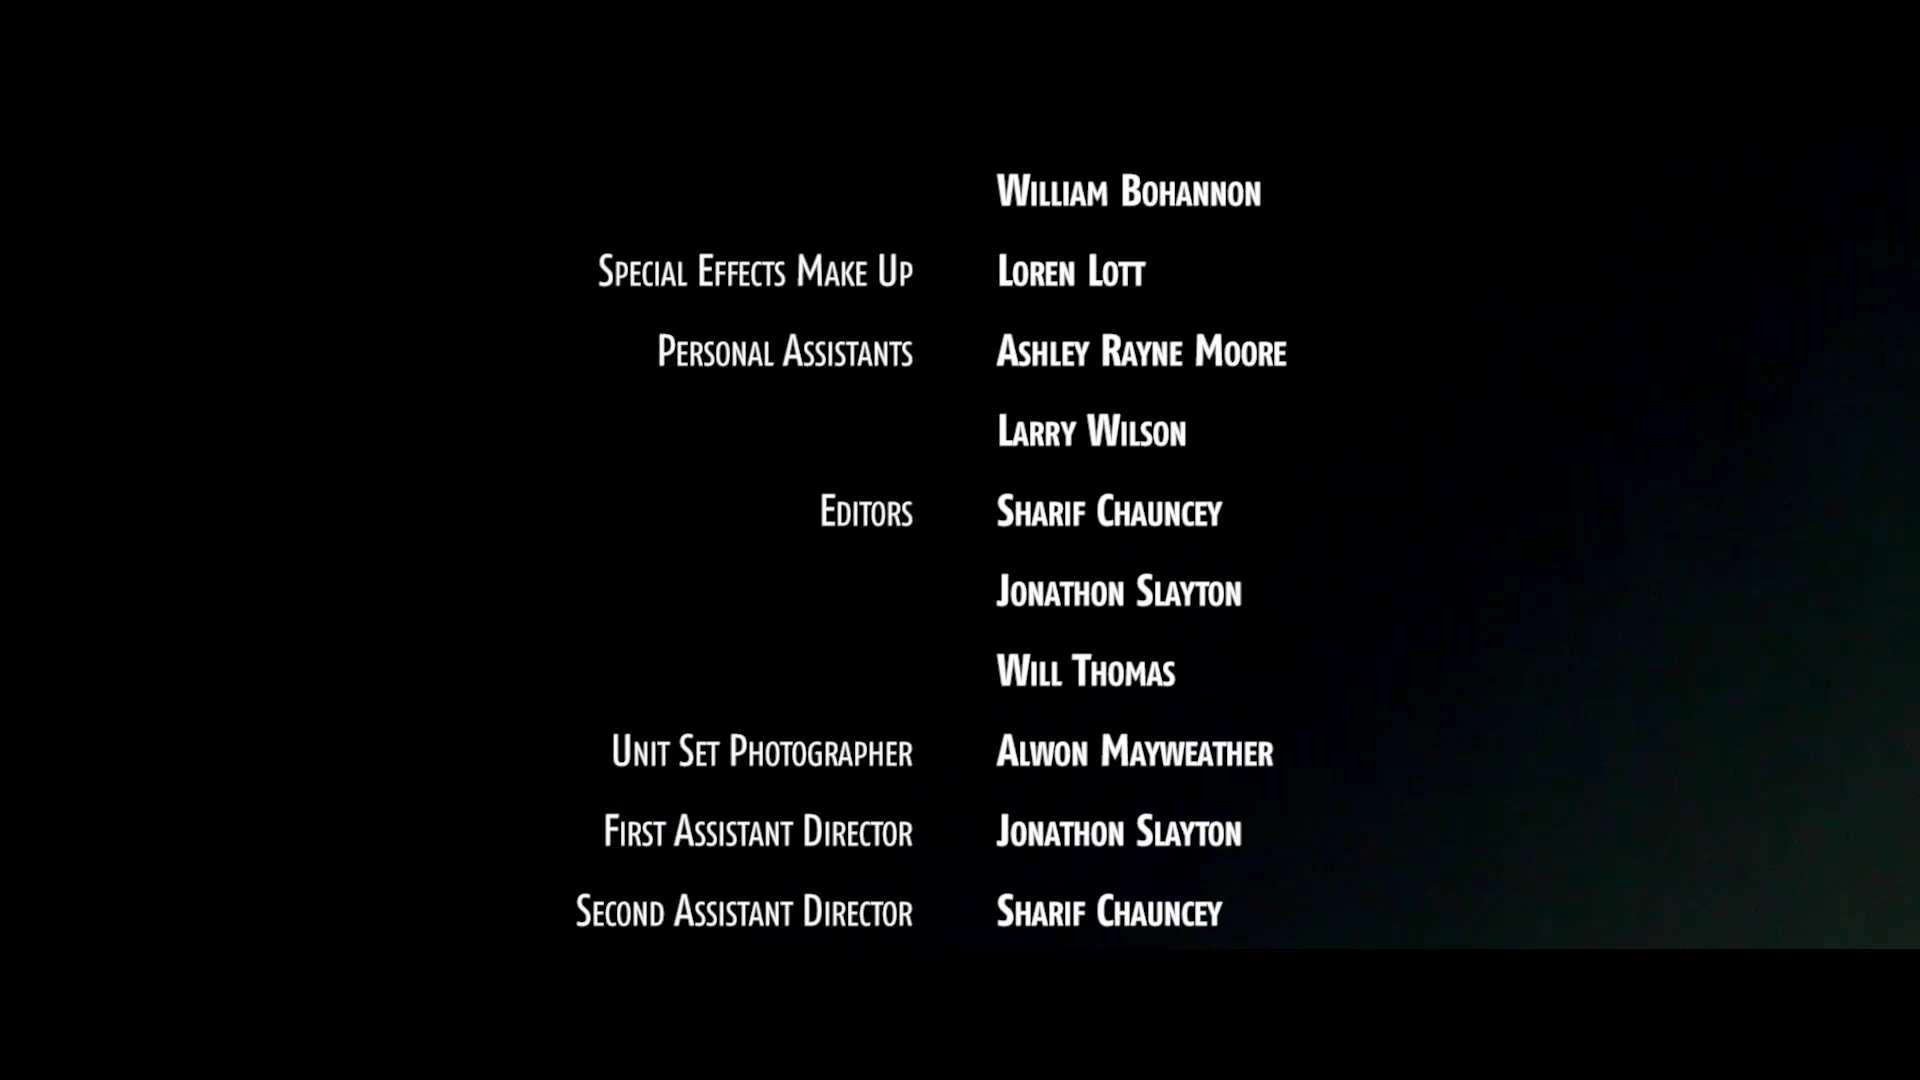 William Bohannon
Special Effects Make Up Loren Lott
Personal Assistants Ashley Rayne Moore
Larry Wilson
Editors Sharif Chauncey
Jonathon Slayton
Will Thomas
Unit Set Photographer Alwon Mayweather
First Assistant Director Jonathon Slayton
Second Assistant Director Sharif Chauncey